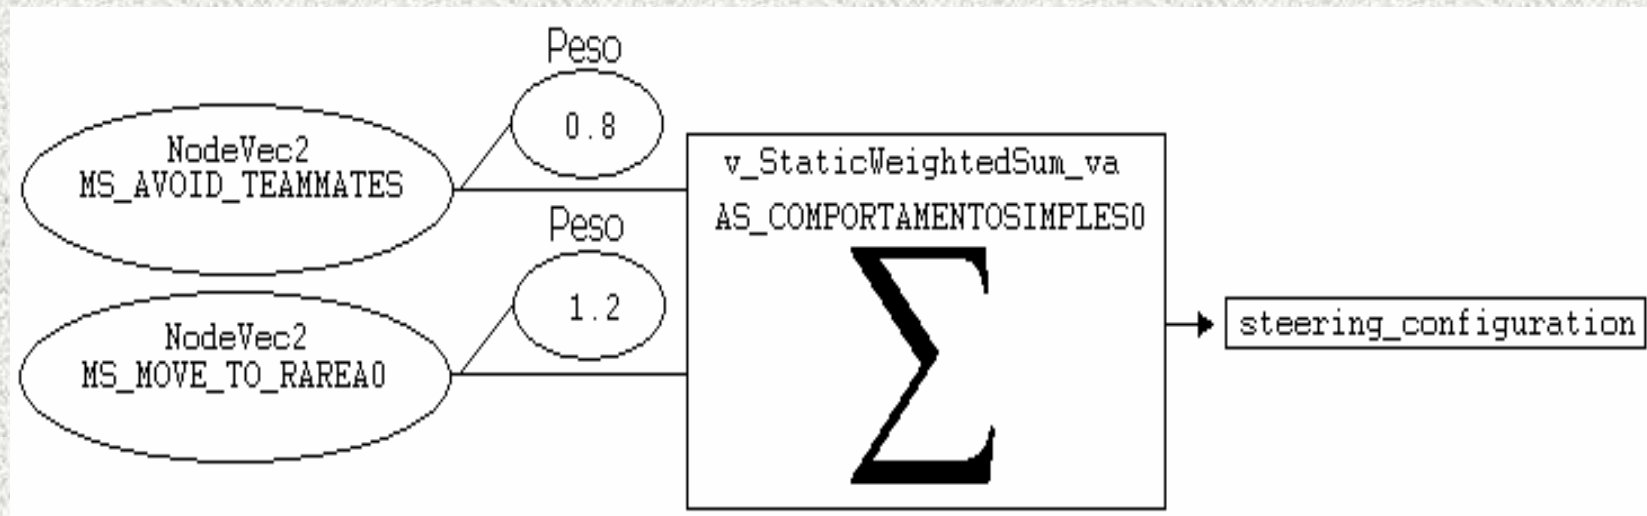 Peso
0.8
NodeVec2
MS_AVOID_TEAMMATES
Peso
1.2
NodeVec2
MS_MOVE_TO_RAREA0
v_StaticWeightedSum_va
AS_COMPORTAMENTOSIMPLES0
Σ
steering_configuration